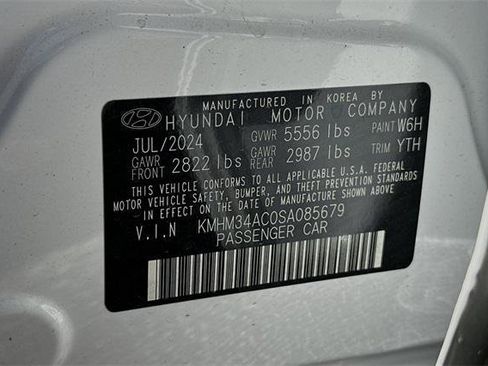 MANUFACTURED IN KOREA BY
HYUNDAI MOTOR COMPANY
JUL/2024 GVWR 5556 lbs PAINT W6H
GAWR FRONT 2822 lbs GAWR REAR 2987 lbs TRIM YTH
THIS VEHICLE CONFORMS TO ALL APPLICABLE U.S. FEDERAL
MOTOR VEHICLE SAFETY, BUMPER, AND THEFT PREVENTION STANDARDS
IN EFFECT ON THE DATE OF MANUFACTURE SHOWN ABOVE.
V.I.N KMHM34AC0SA085679
PASSENGER CAR